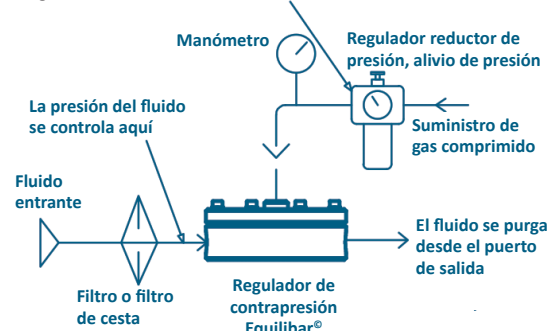 Manómetro
Regulador reductor de
presión, alivio de presión
La presión del fluido
se controla aquí
Suministro de
gas comprimido
Fluido
entrante
El fluido se purga
desde el puerto
de salida
Filtro o filtro
de cesta
Regulador de
contrapresión
Equilibar©